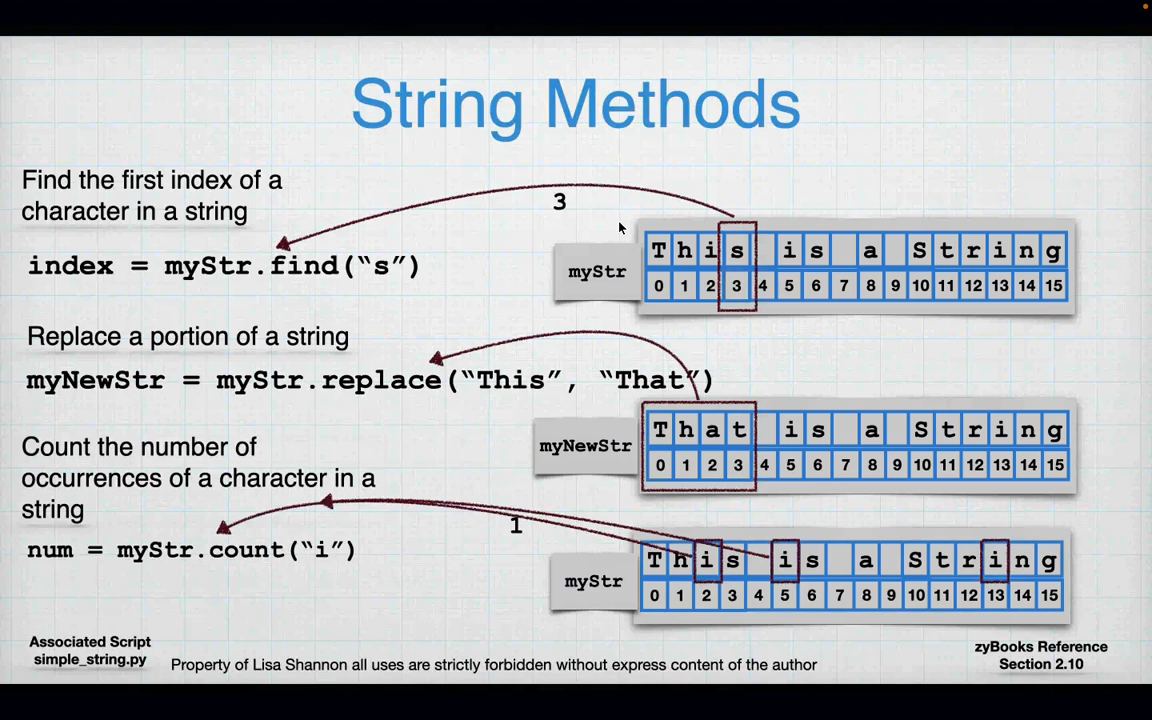 String Methods
Find the first index of a
character in a string
3
index = myStr.find(“s”)
myStr
T h i s   i s   a   S t r i n g
0 1 2 3 4 5 6 7 8 9 10 11 12 13 14 15
Replace a portion of a string
myNewStr = myStr.replace(“This”, “That”)
myNewStr
T h a t   i s   a   S t r i n g
0 1 2 3 4 5 6 7 8 9 10 11 12 13 14 15
Count the number of
occurrences of a character in a
string
1
num = myStr.count(“i”)
myStr
T h i s   i s   a   S t r i n g
0 1 2 3 4 5 6 7 8 9 10 11 12 13 14 15
Associated Script
simple_string.py
Property of Lisa Shannon all uses are strictly forbidden without express content of the author
zyBooks Reference
Section 2.10